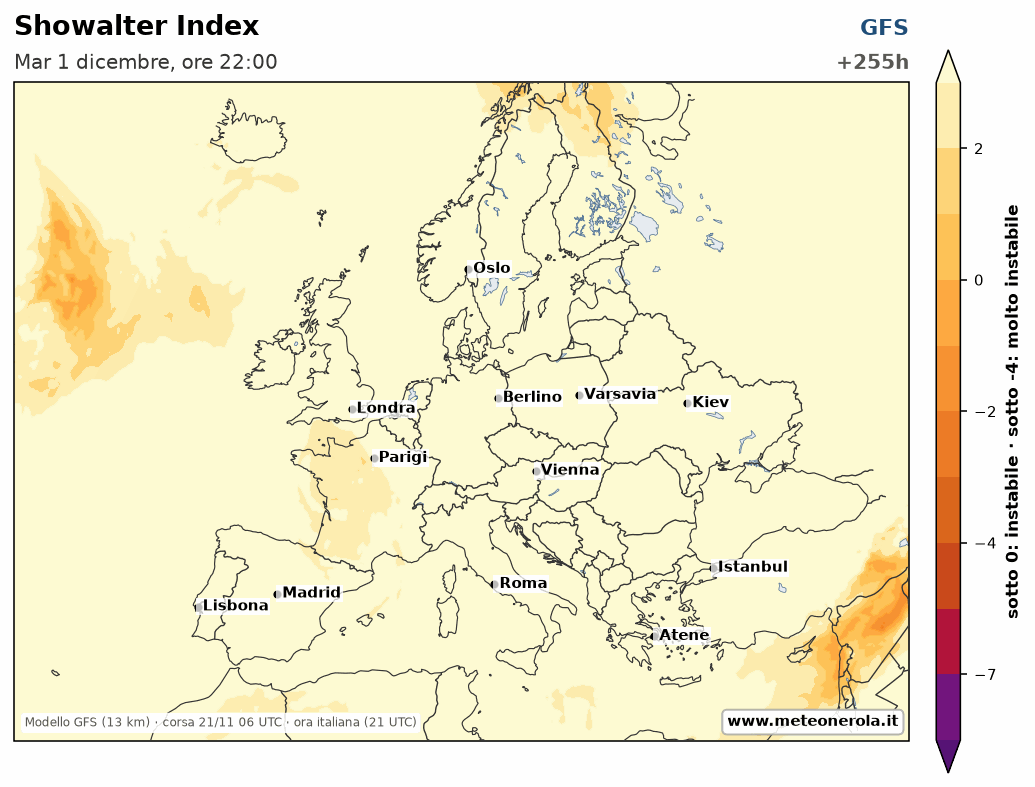 Showalter Index
GFS
Mar 1 dicembre, ore 22:00
+255h
Oslo
Londra
Berlino
Varsavia
Kiev
Parigi
Vienna
Istanbul
Roma
Madrid
Lisbona
Atene
Modello GFS (13 km) · corsa 21/11 06 UTC · ora italiana (21 UTC)
www.meteonerola.it
2
0
−2
−4
−7
sotto 0: instabile · sotto -4: molto instabile